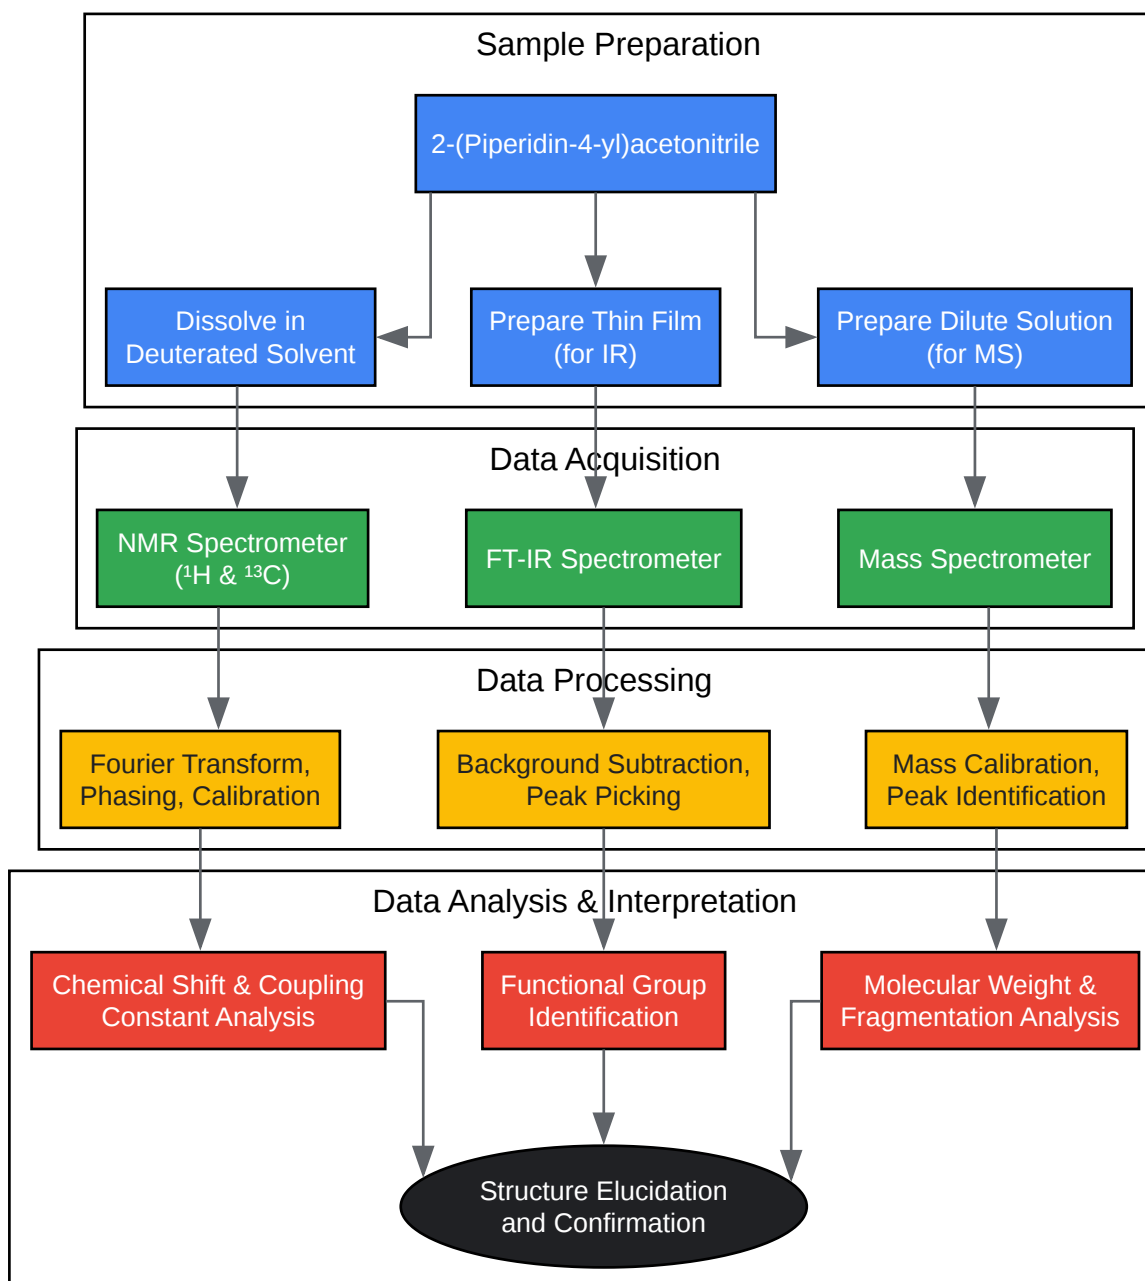 Sample Preparation
2-(Piperidin-4-yl)acetonitrile
Dissolve in
Deuterated Solvent
Prepare Thin Film
(for IR)
Prepare Dilute Solution
(for MS)
Data Acquisition
NMR Spectrometer
(¹H & ¹³C)
FT-IR Spectrometer
Mass Spectrometer
Data Processing
Fourier Transform,
Phasing, Calibration
Background Subtraction,
Peak Picking
Mass Calibration,
Peak Identification
Data Analysis & Interpretation
Chemical Shift & Coupling
Constant Analysis
Functional Group
Identification
Molecular Weight &
Fragmentation Analysis
Structure Elucidation
and Confirmation